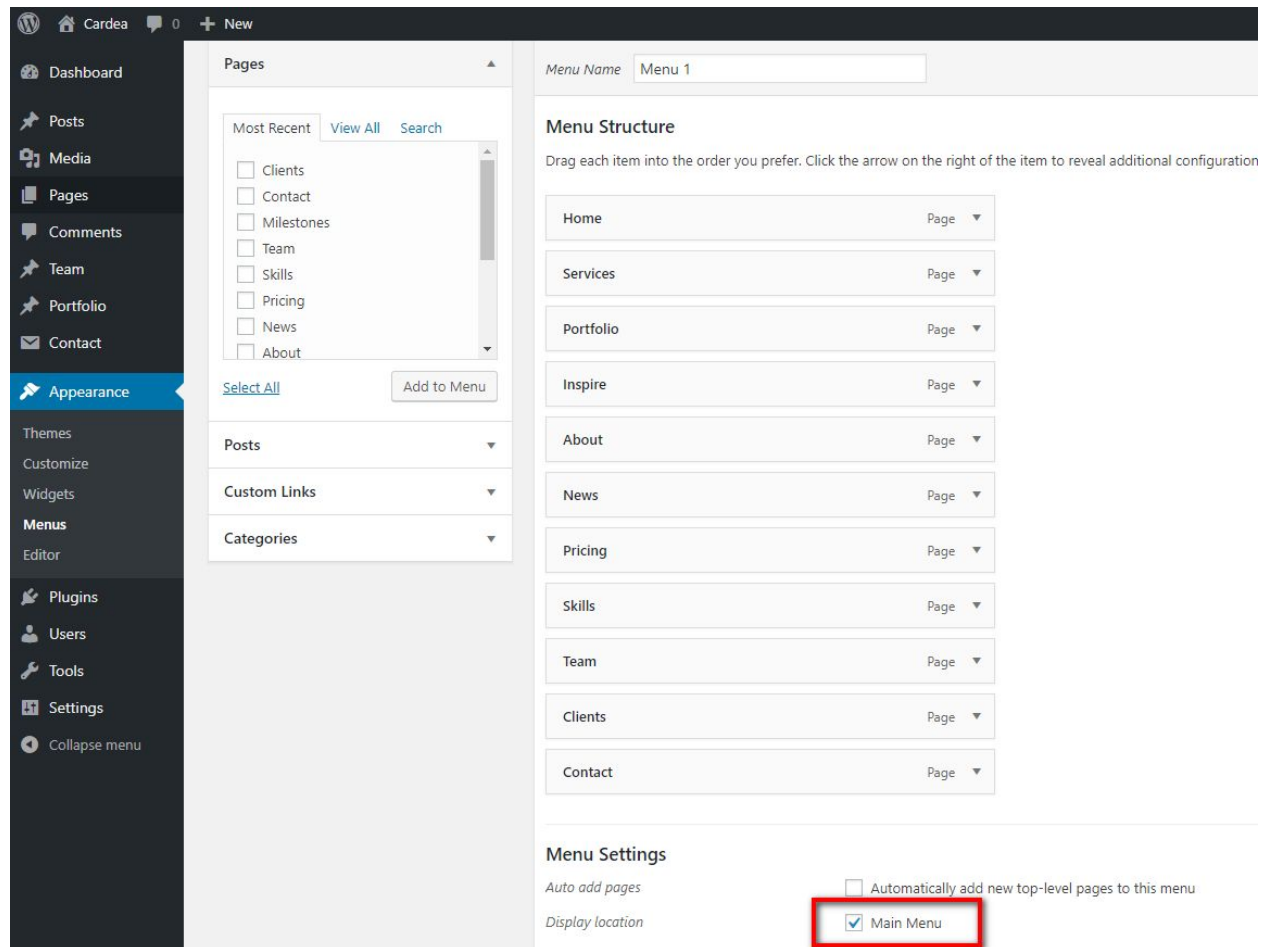 Cardea 0 New
Dashboard
Posts
Media
Pages
Comments
Team
Portfolio
Contact
Appearance
Themes
Customize
Widgets
Menus
Editor
Plugins
Users
Tools
Settings
Collapse menu
Pages
Most Recent View All Search
Clients
Contact
Milestones
Team
Skills
Pricing
News
About
Select All Add to Menu
Posts
Custom Links
Categories
Menu Name Menu 1
Menu Structure
Drag each item into the order you prefer. Click the arrow on the right of the item to reveal additional configuration
Home Page
Services Page
Portfolio Page
Inspire Page
About Page
News Page
Pricing Page
Skills Page
Team Page
Clients Page
Contact Page
Menu Settings
Auto add pages Automatically add new top-level pages to this menu
Display location Main Menu